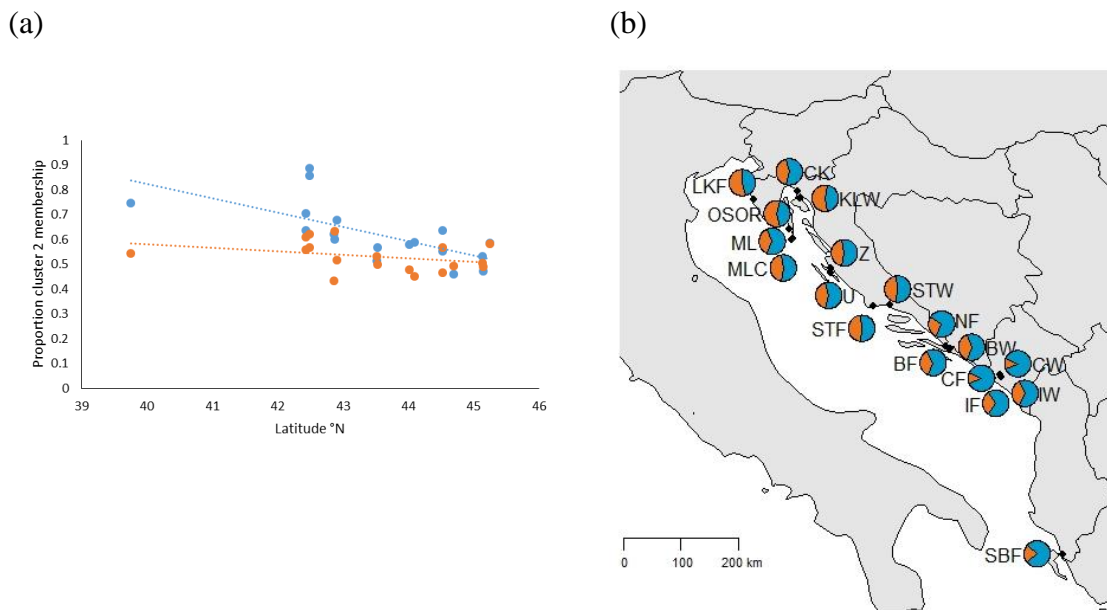 (a)
(b)
Proportion cluster 2 membership
1
0.9
0.8
0.7
0.6
0.5
0.4
0.3
0.2
0.1
0
39 40 41 42 43 44 45 46
Latitude °N
CK
LKF
KLW
OSOR
ML
Z
MLC
U
STW
STF
NF
BW
BF
CW
CF
IW
IF
SBF
0 100 200 km